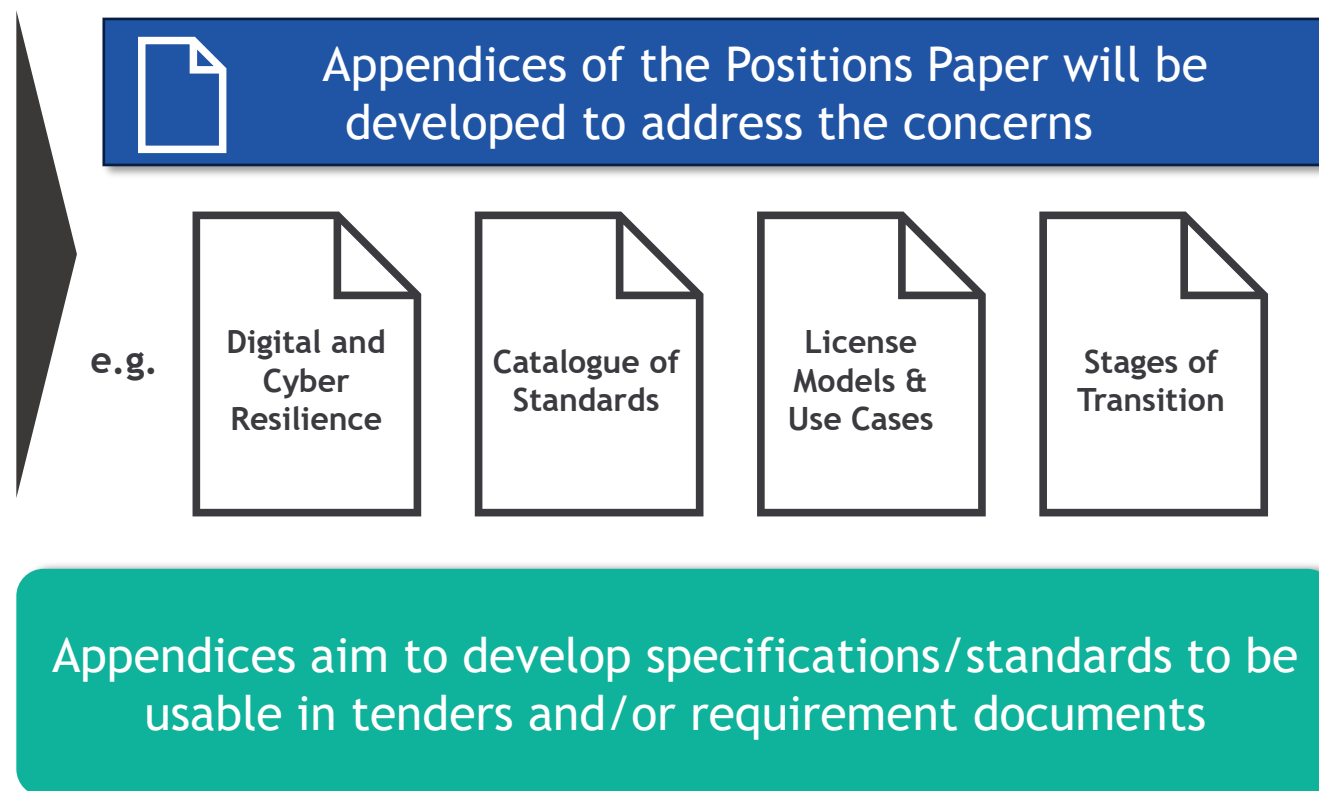 Appendices of the Positions Paper will be
developed to address the concerns
e.g.
Digital and
Cyber
Resilience
Catalogue of
Standards
License
Models &
Use Cases
Stages of
Transition
Appendices aim to develop specifications/standards to be
usable in tenders and/or requirement documents